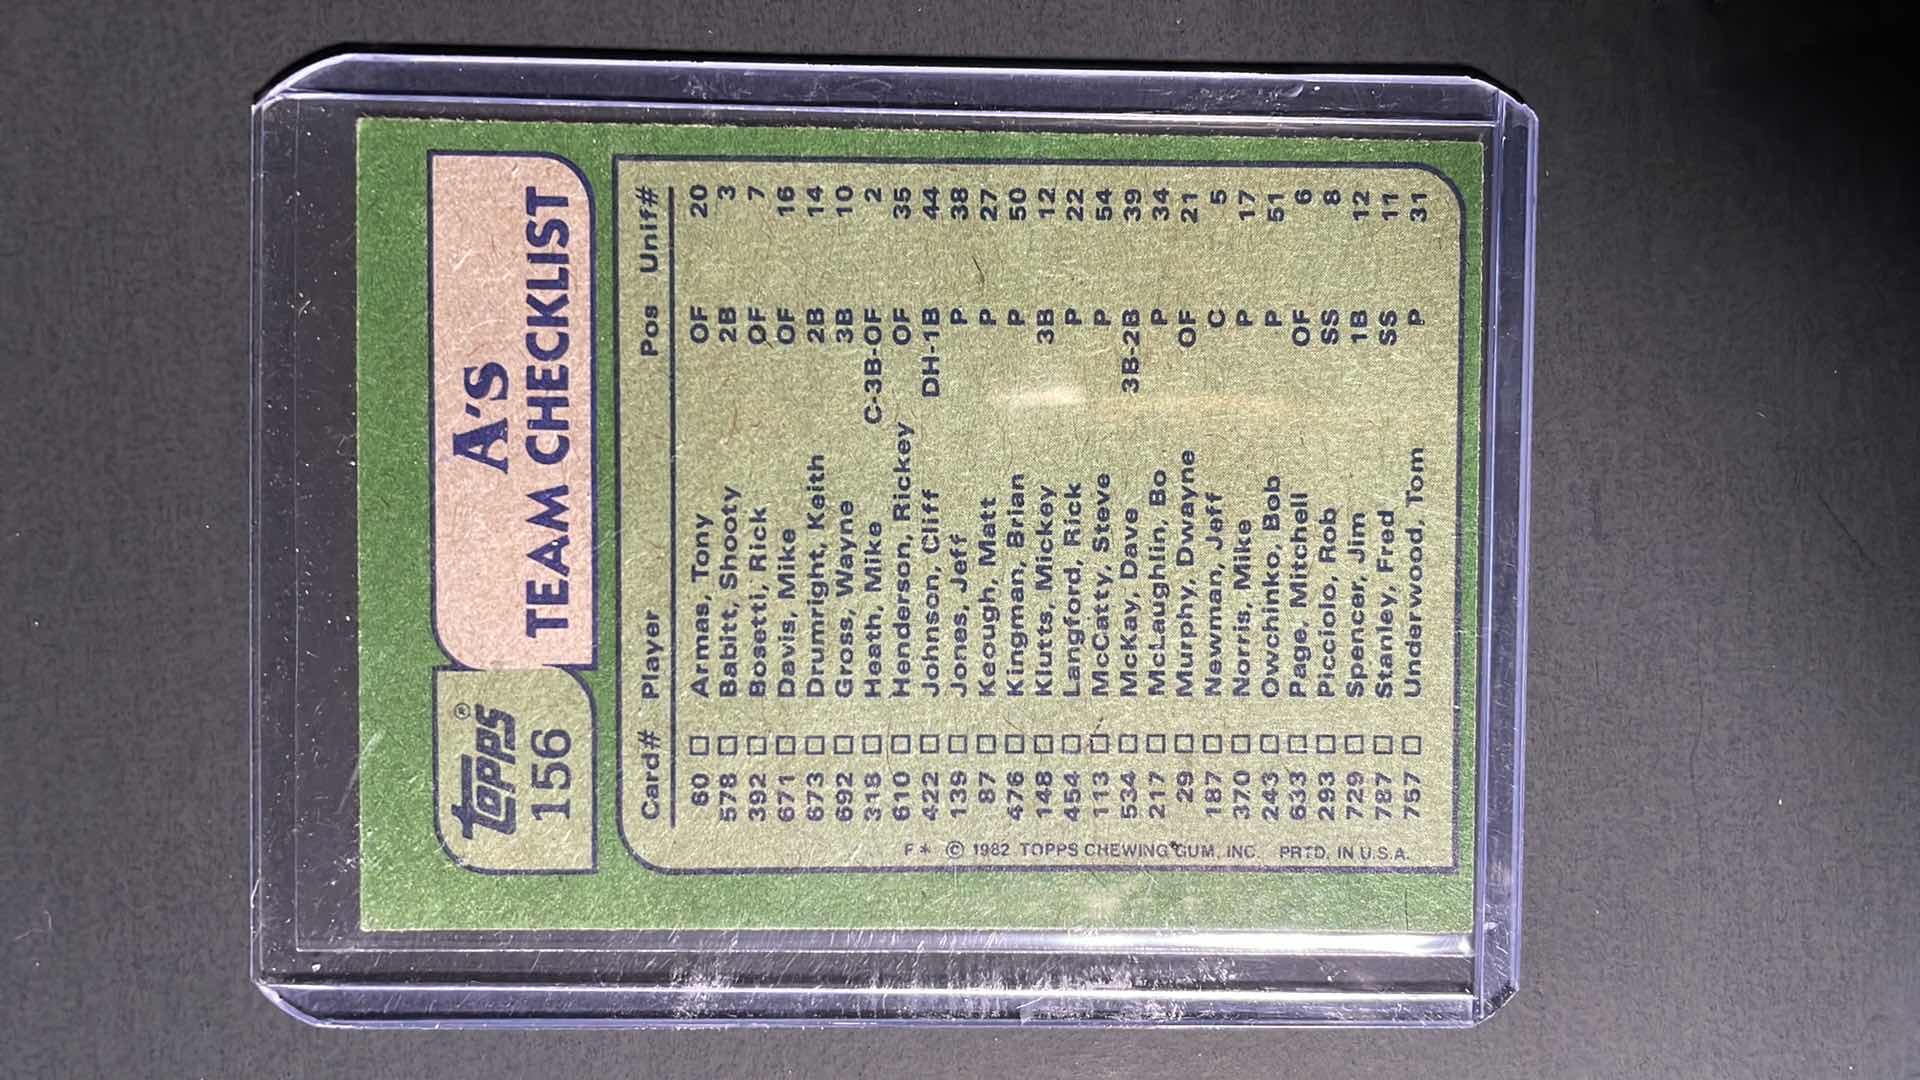 topps®
156
A's
TEAM CHECKLIST
Card# Player Pos Unif#
60 Armas, Tony OF 20
578 Babitt, Shooty 2B 3
392 Bosetti, Rick OF 7
671 Davis, Mike OF 16
673 Drumright, Keith 2B 14
692 Gross, Wayne 3B 10
318 Heath, Mike C-3B-OF 2
610 Henderson, Rickey OF 35
422 Johnson, Cliff DH-1B 44
139 Jones, Jeff P 38
87 Keough, Matt P 27
476 Kingman, Brian P 50
148 Klutts, Mickey 3B 12
454 Langford, Rick P 22
113 McCatty, Steve P 54
534 McKay, Dave 3B-2B 39
217 McLaughlin, Bo P 34
29 Murphy, Dwayne OF 21
187 Newman, Jeff C 5
370 Norris, Mike P 17
243 Owchinko, Bob P 51
633 Page, Mitchell OF 6
293 Picciolo, Rob SS 8
729 Spencer, Jim 1B 12
787 Stanley, Fred SS 11
757 Underwood, Tom P 31
F* © 1982 TOPPS CHEWING GUM, INC. PRTD. IN U.S.A.